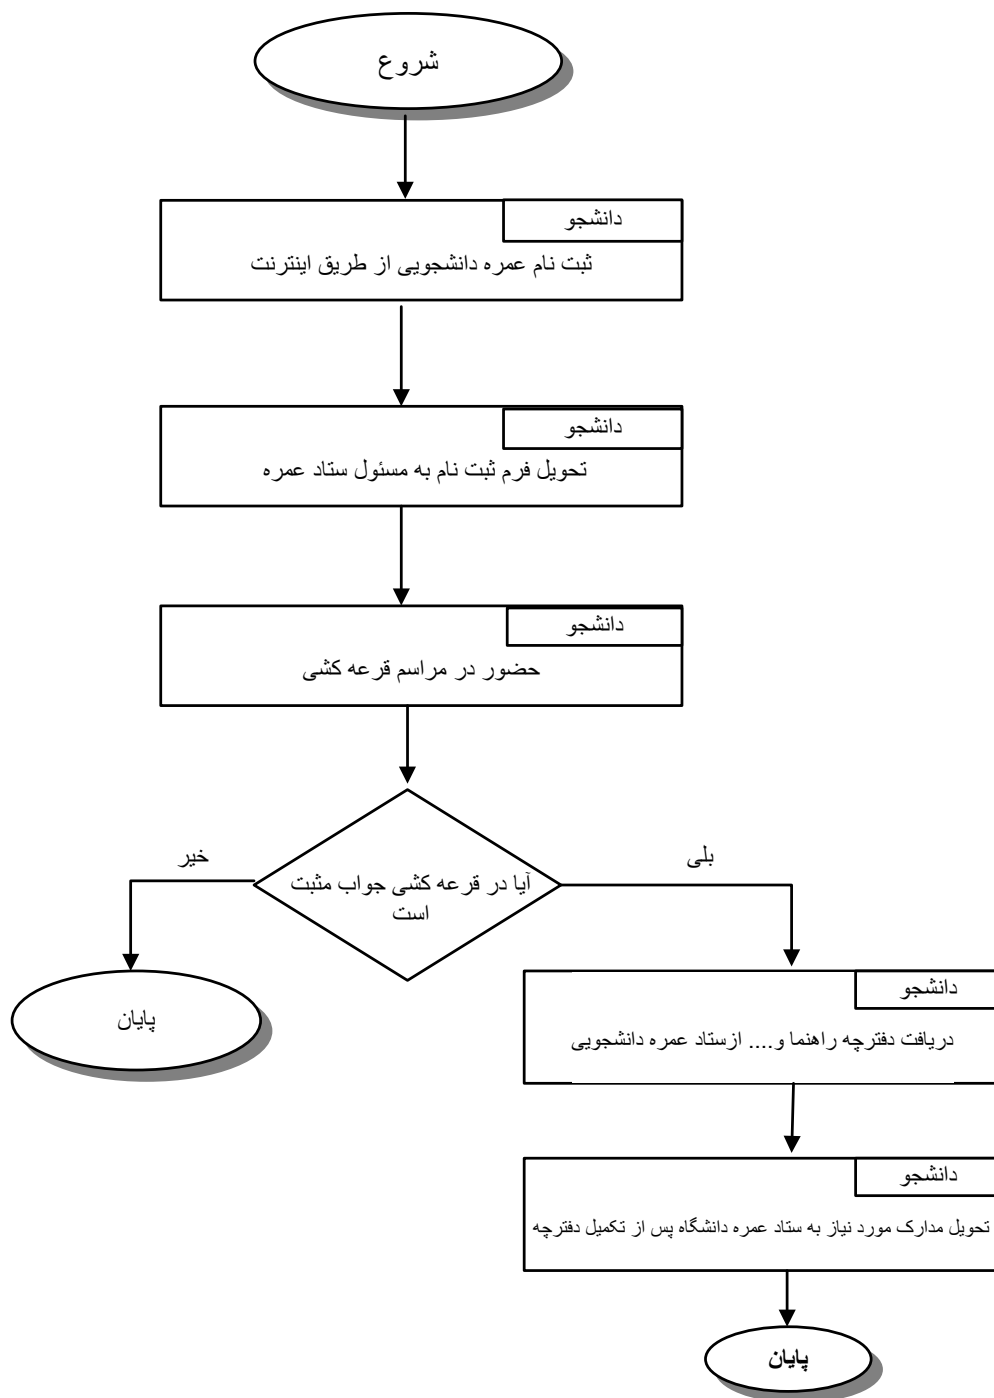 شروع
دانشجو
ثبت نام عمره دانشجویی از طریق اینترنت
دانشجو
تحویل فرم ثبت نام به مسئول ستاد عمره
دانشجو
حضور در مراسم قرعه کشی
بلی
خیر
آیا در قرعه کشی جواب مثبت
است
پایان
دانشجو
دریافت دفترچه راهنما و.... ازستاد عمره دانشجویی
دانشجو
تحویل مدارک مورد نیاز به ستاد عمره دانشگاه پس از تکمیل دفترچه
پایان